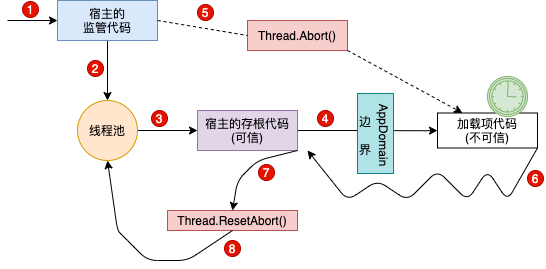 1
宿主的
监管代码
5
Thread.Abort()
2
线程池
3
宿主的存根代码
(可信)
4
AppDomain
边
界
加载项代码
(不可信)
6
7
Thread.ResetAbort()
8